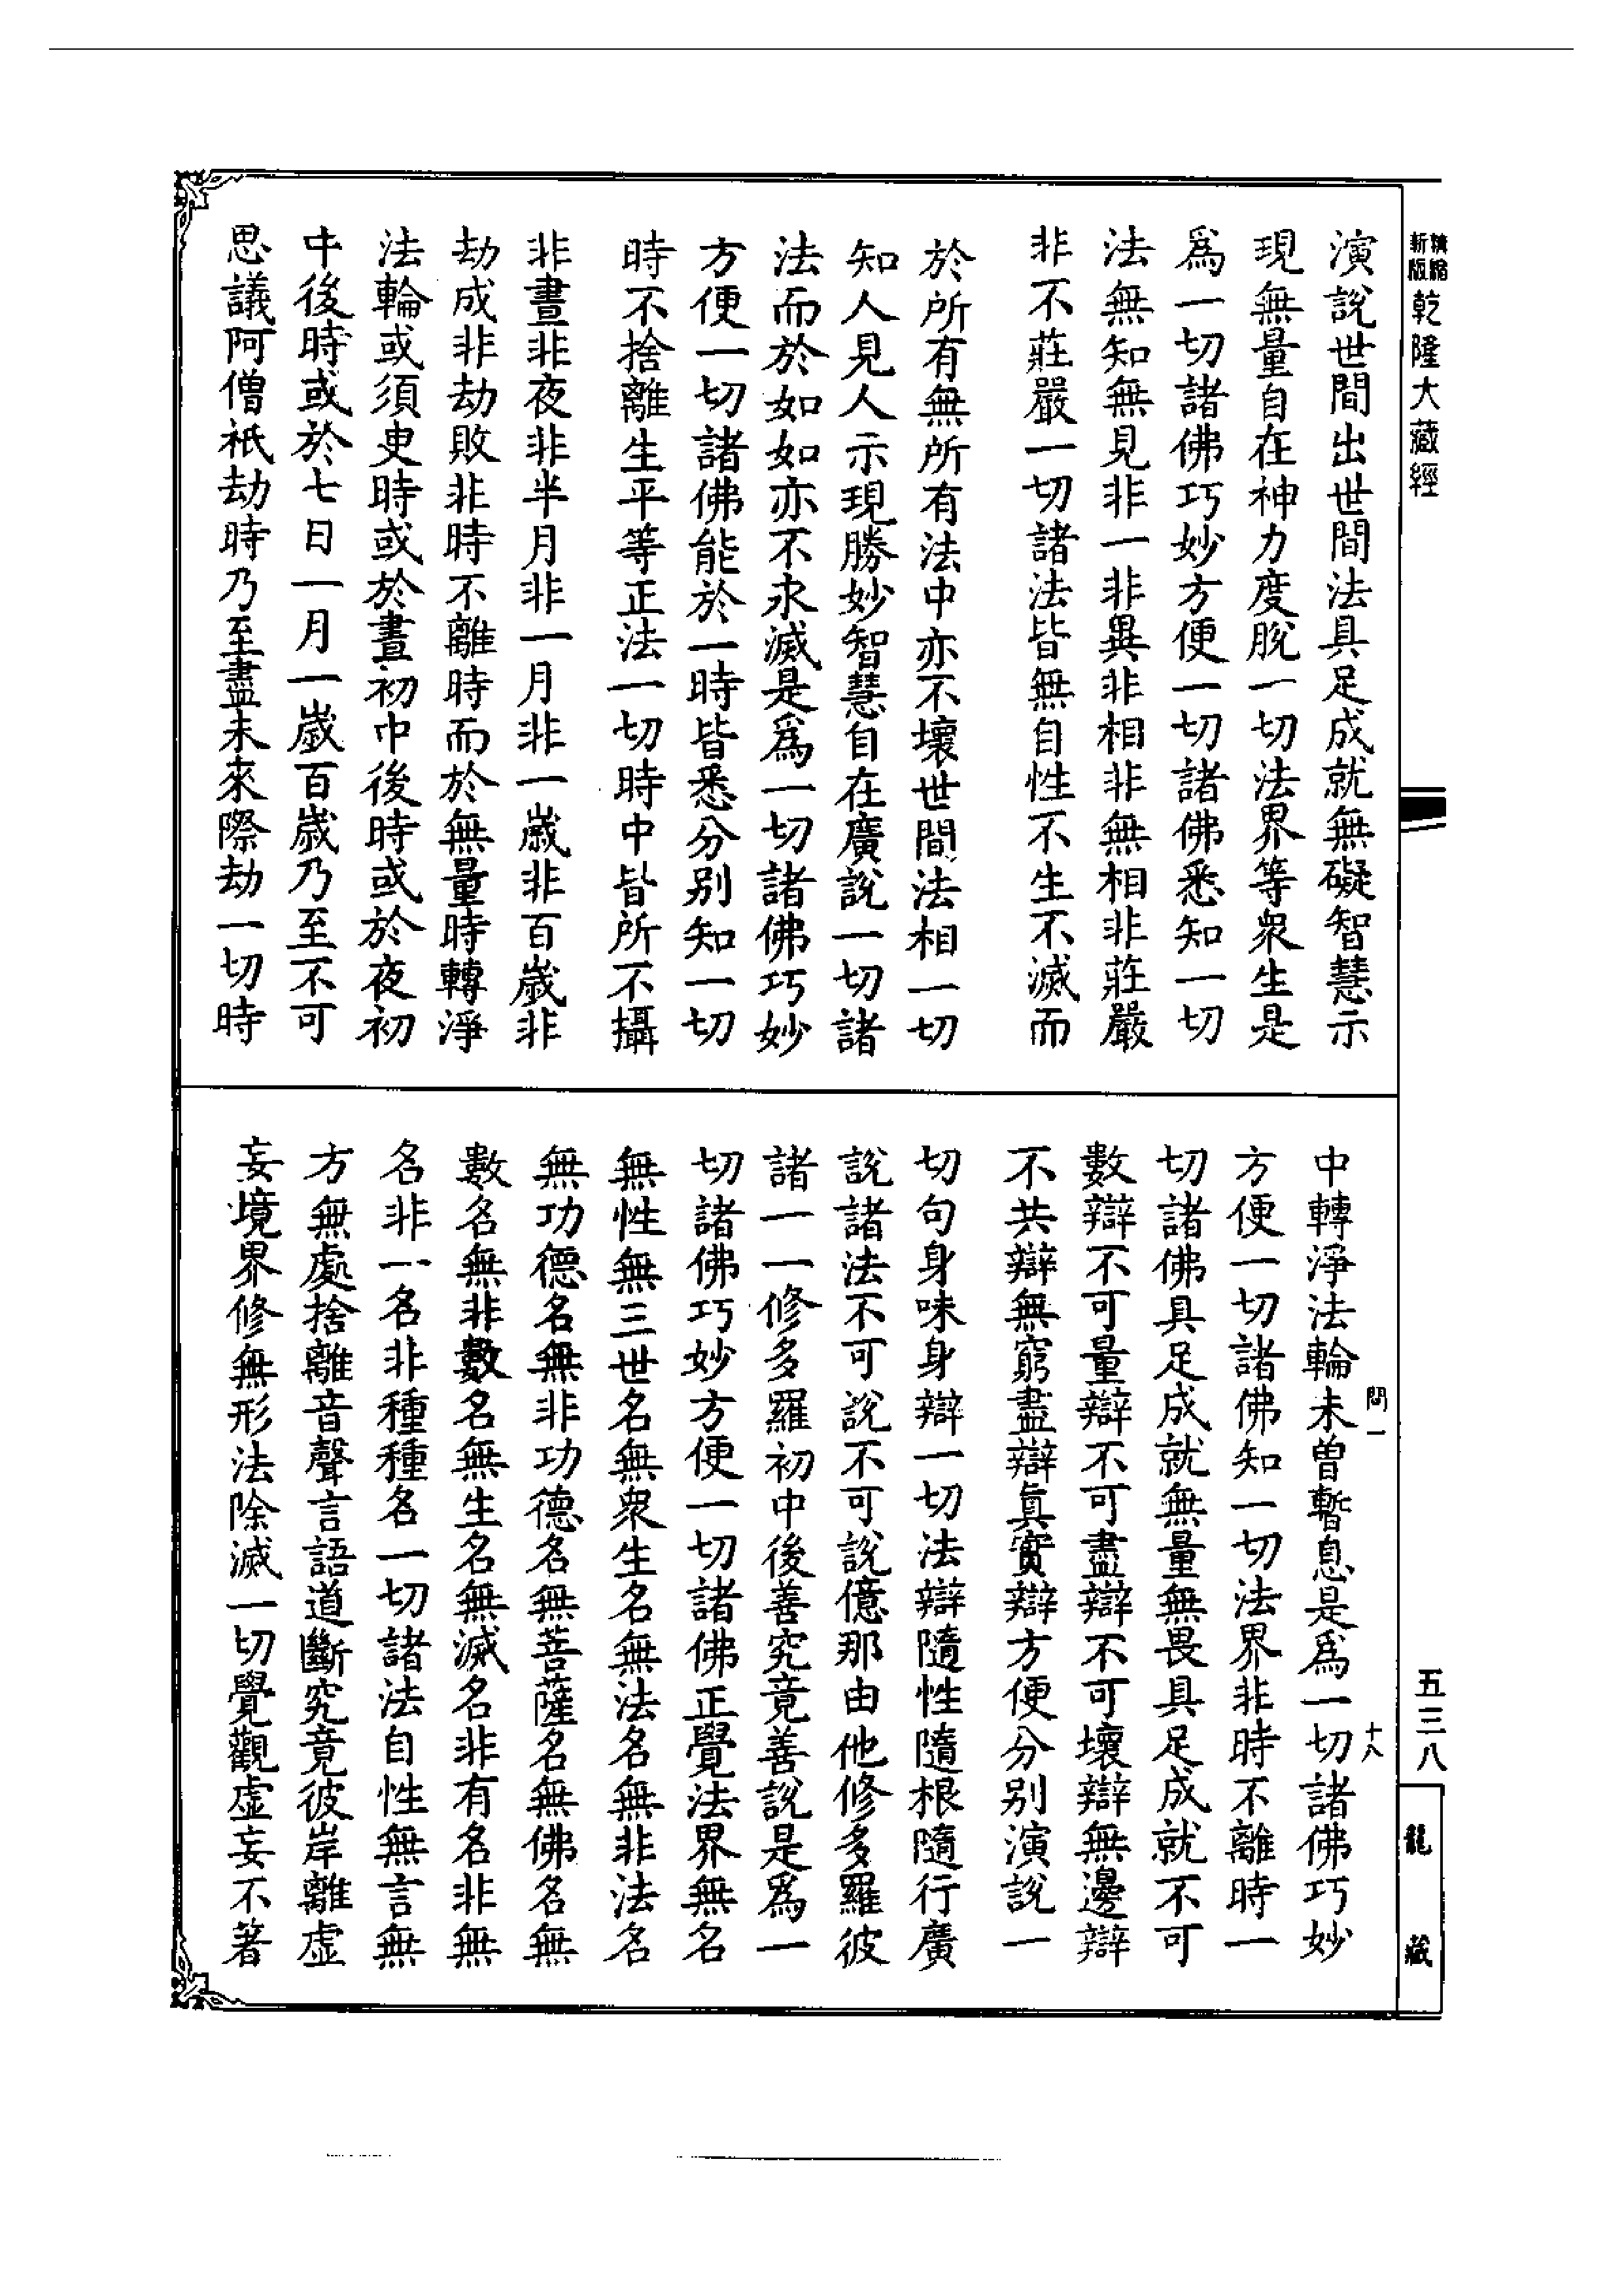 精縮新版乾隆大藏經
演說世間出世間法具足成就無礙智慧示
現無量自在神力度脫一切法界等衆生是
爲一切諸佛巧妙方便一切諸佛悉知一切
法無知無見非一非異非相非無相非莊嚴
非不莊嚴一切諸法皆無自性不生不滅而
於所有無所有法中亦不壞世間法相一切
知人見人示現勝妙智慧自在廣說一切諸
法而於如如亦不永滅是爲一切諸佛巧妙
方便一切諸佛能於一時皆悉分別知一切
時不捨離生平等正法一切時中皆所不攝
非晝非夜非半月非一月非一歲非百歲非
劫成非劫敗非時不離時而於無量時轉淨
法輪或須臾時或於晝初中後時或於夜初
中後時或於七日一月一歲百歲乃至不可
思議阿僧祇劫時乃至盡未來際劫一切時
中轉淨法輪未曾暫息是爲一切諸佛巧妙
方便一切諸佛知一切法界非時不離時一
切諸佛具足成就無量無畏具足成就不可
數辯不可量辯不可盡辯不可壞辯無邊辯
不共辯無窮盡辯眞實辯方便分別演說一
切句身味身辯一切法辯隨性隨根隨行廣
說諸法不可說不可說億那由他修多羅彼
諸一一修多羅初中後善究竟善說是爲一
切諸佛巧妙方便一切諸佛正覺法界無名
無性無三世名無衆生名無法名無非法名
無功德名無非功德名無菩薩名無佛名無
數名無非數名無生名無滅名非有名非無
名非一名非種種名一切諸法自性無言無
方無處捨離音聲言語道斷究竟彼岸離虛
妄境界修無形法除滅一切覺觀虛妄不著
問一
十八
五三八
龍藏